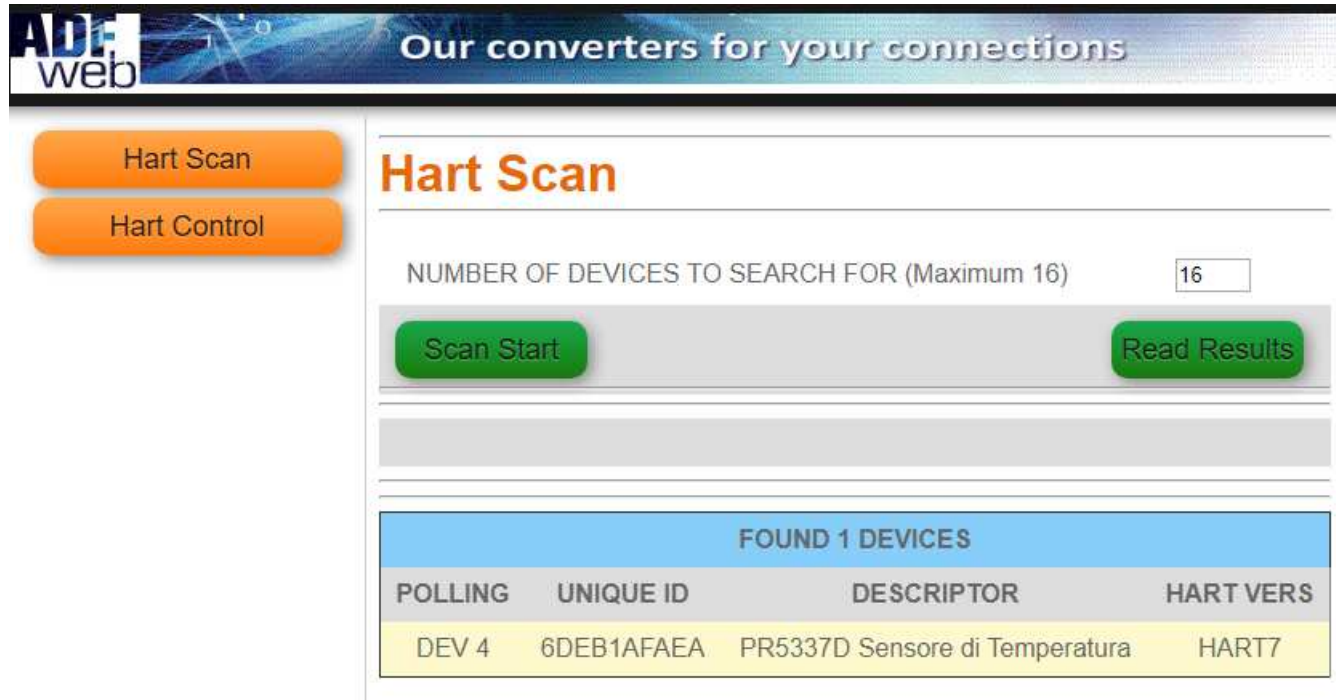 ADF
web
Our converters for your connections
Hart Scan
Hart Control
Hart Scan
NUMBER OF DEVICES TO SEARCH FOR (Maximum 16) 16
Scan Start Read Results
FOUND 1 DEVICES
POLLING UNIQUE ID DESCRIPTOR HART VERS
DEV 4 6DEB1AFAEA PR5337D Sensore di Temperatura HART7